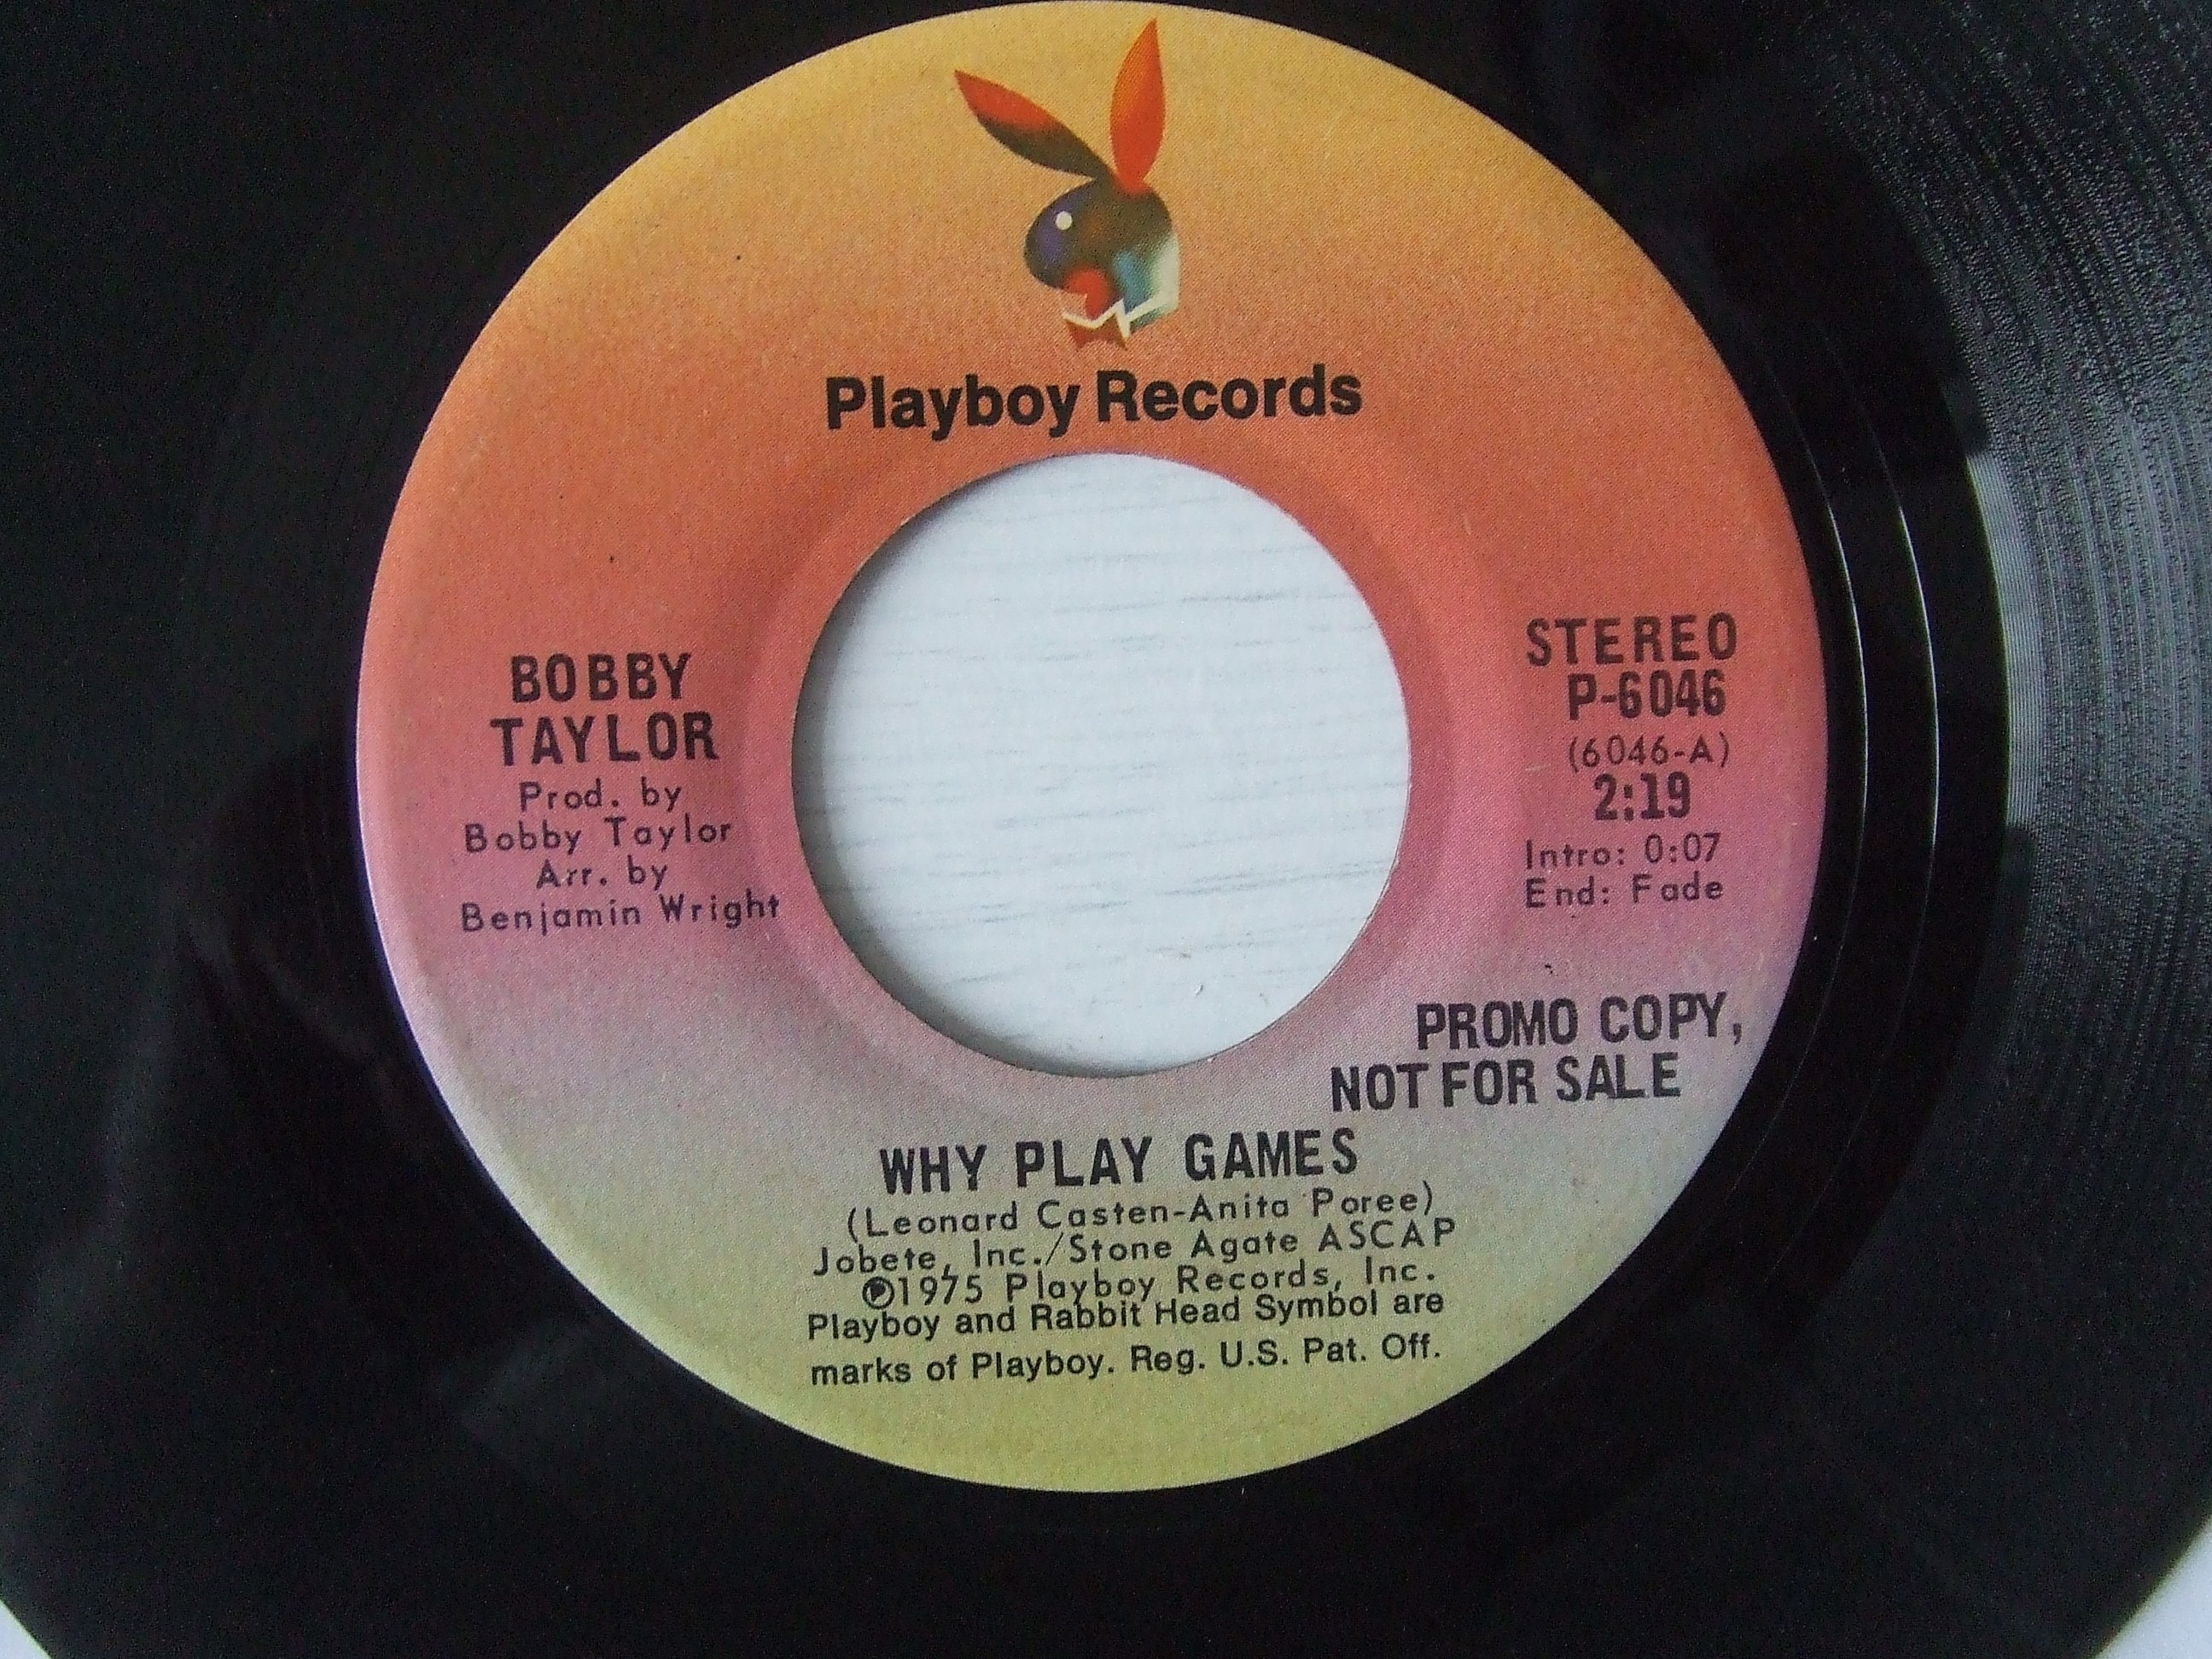 Playboy Records
BOBBY
TAYLOR
Prod. by
Bobby Taylor
Arr. by
Benjamin Wright
STEREO
P-6046
(6046-A)
2:19
Intro: 0:07
End: Fade
PROMO COPY,
NOT FOR SALE
WHY PLAY GAMES
(Leonard Casten-Anita Poree)
Jobete, Inc./Stone Agate ASCAP
℗1975 Playboy Records, Inc.
Playboy and Rabbit Head Symbol are
marks of Playboy. Reg. U.S. Pat. Off.